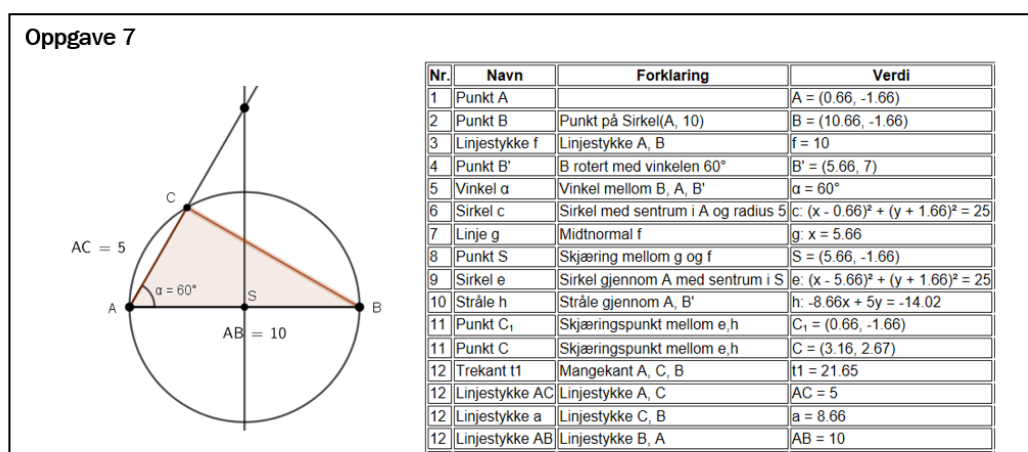 Oppgave 7
C
AC = 5
α = 60°
A
S
B
AB = 10
Nr. Navn Forklaring Verdi
1 Punkt A A = (0.66, -1.66)
2 Punkt B Punkt på Sirkel(A, 10) B = (10.66, -1.66)
3 Linjestykke f Linjestykke A, B f = 10
4 Punkt B' B rotert med vinkelen 60° B' = (5.66, 7)
5 Vinkel α Vinkel mellom B, A, B' α = 60°
6 Sirkel c Sirkel med sentrum i A og radius 5 c: (x - 0.66)² + (y + 1.66)² = 25
7 Linje g Midtnormal f g: x = 5.66
8 Punkt S Skjæring mellom g og f S = (5.66, -1.66)
9 Sirkel e Sirkel gjennom A med sentrum i S e: (x - 5.66)² + (y + 1.66)² = 25
10 Stråle h Stråle gjennom A, B' h: -8.66x + 5y = -14.02
11 Punkt C₁ Skjæringspunkt mellom e,h C₁ = (0.66, -1.66)
11 Punkt C Skjæringspunkt mellom e,h C = (3.16, 2.67)
12 Trekant t1 Mangekant A, C, B t1 = 21.65
12 Linjestykke AC Linjestykke A, C AC = 5
12 Linjestykke a Linjestykke C, B a = 8.66
12 Linjestykke AB Linjestykke B, A AB = 10